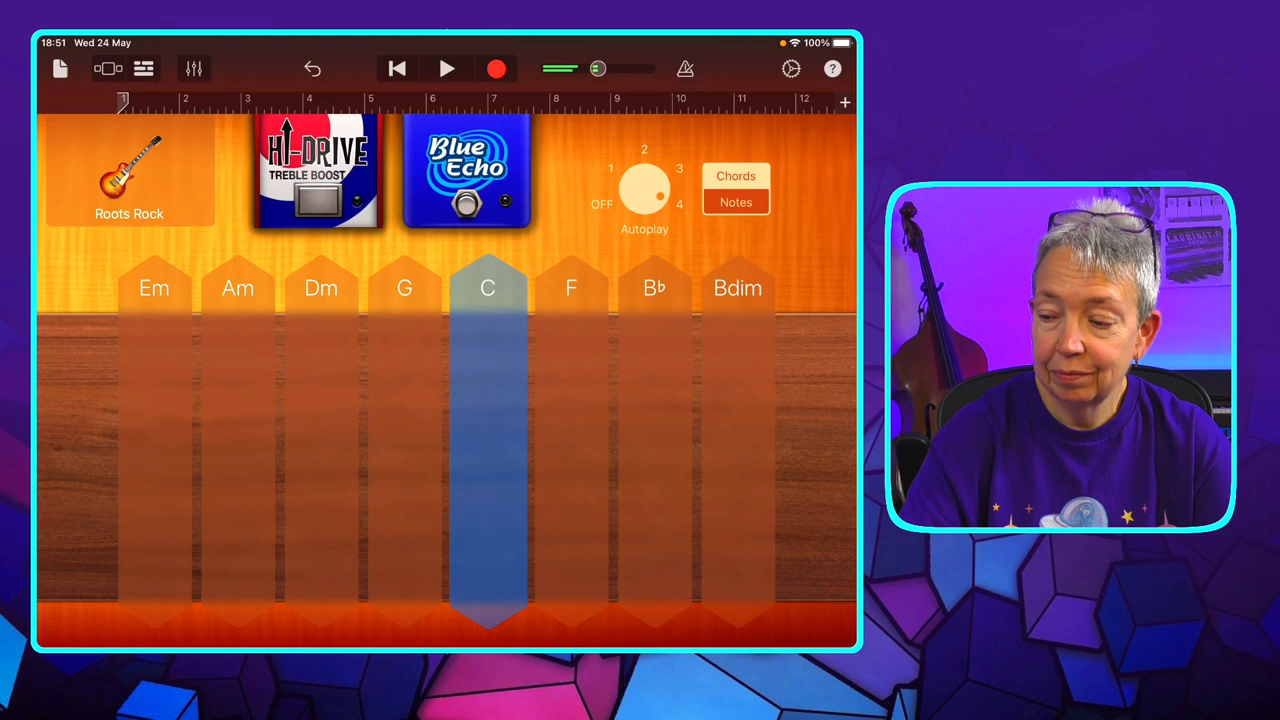 18:51 Wed 24 May
100%
?
1 2 3 4 5 6 7 8 9 10 11 12 +
HI-DRIVE
TREBLE BOOST
Blue
Echo
Roots Rock
OFF 1 2 3 4
Autoplay
Chords
Notes
Em Am Dm G C F B♭ Bdim